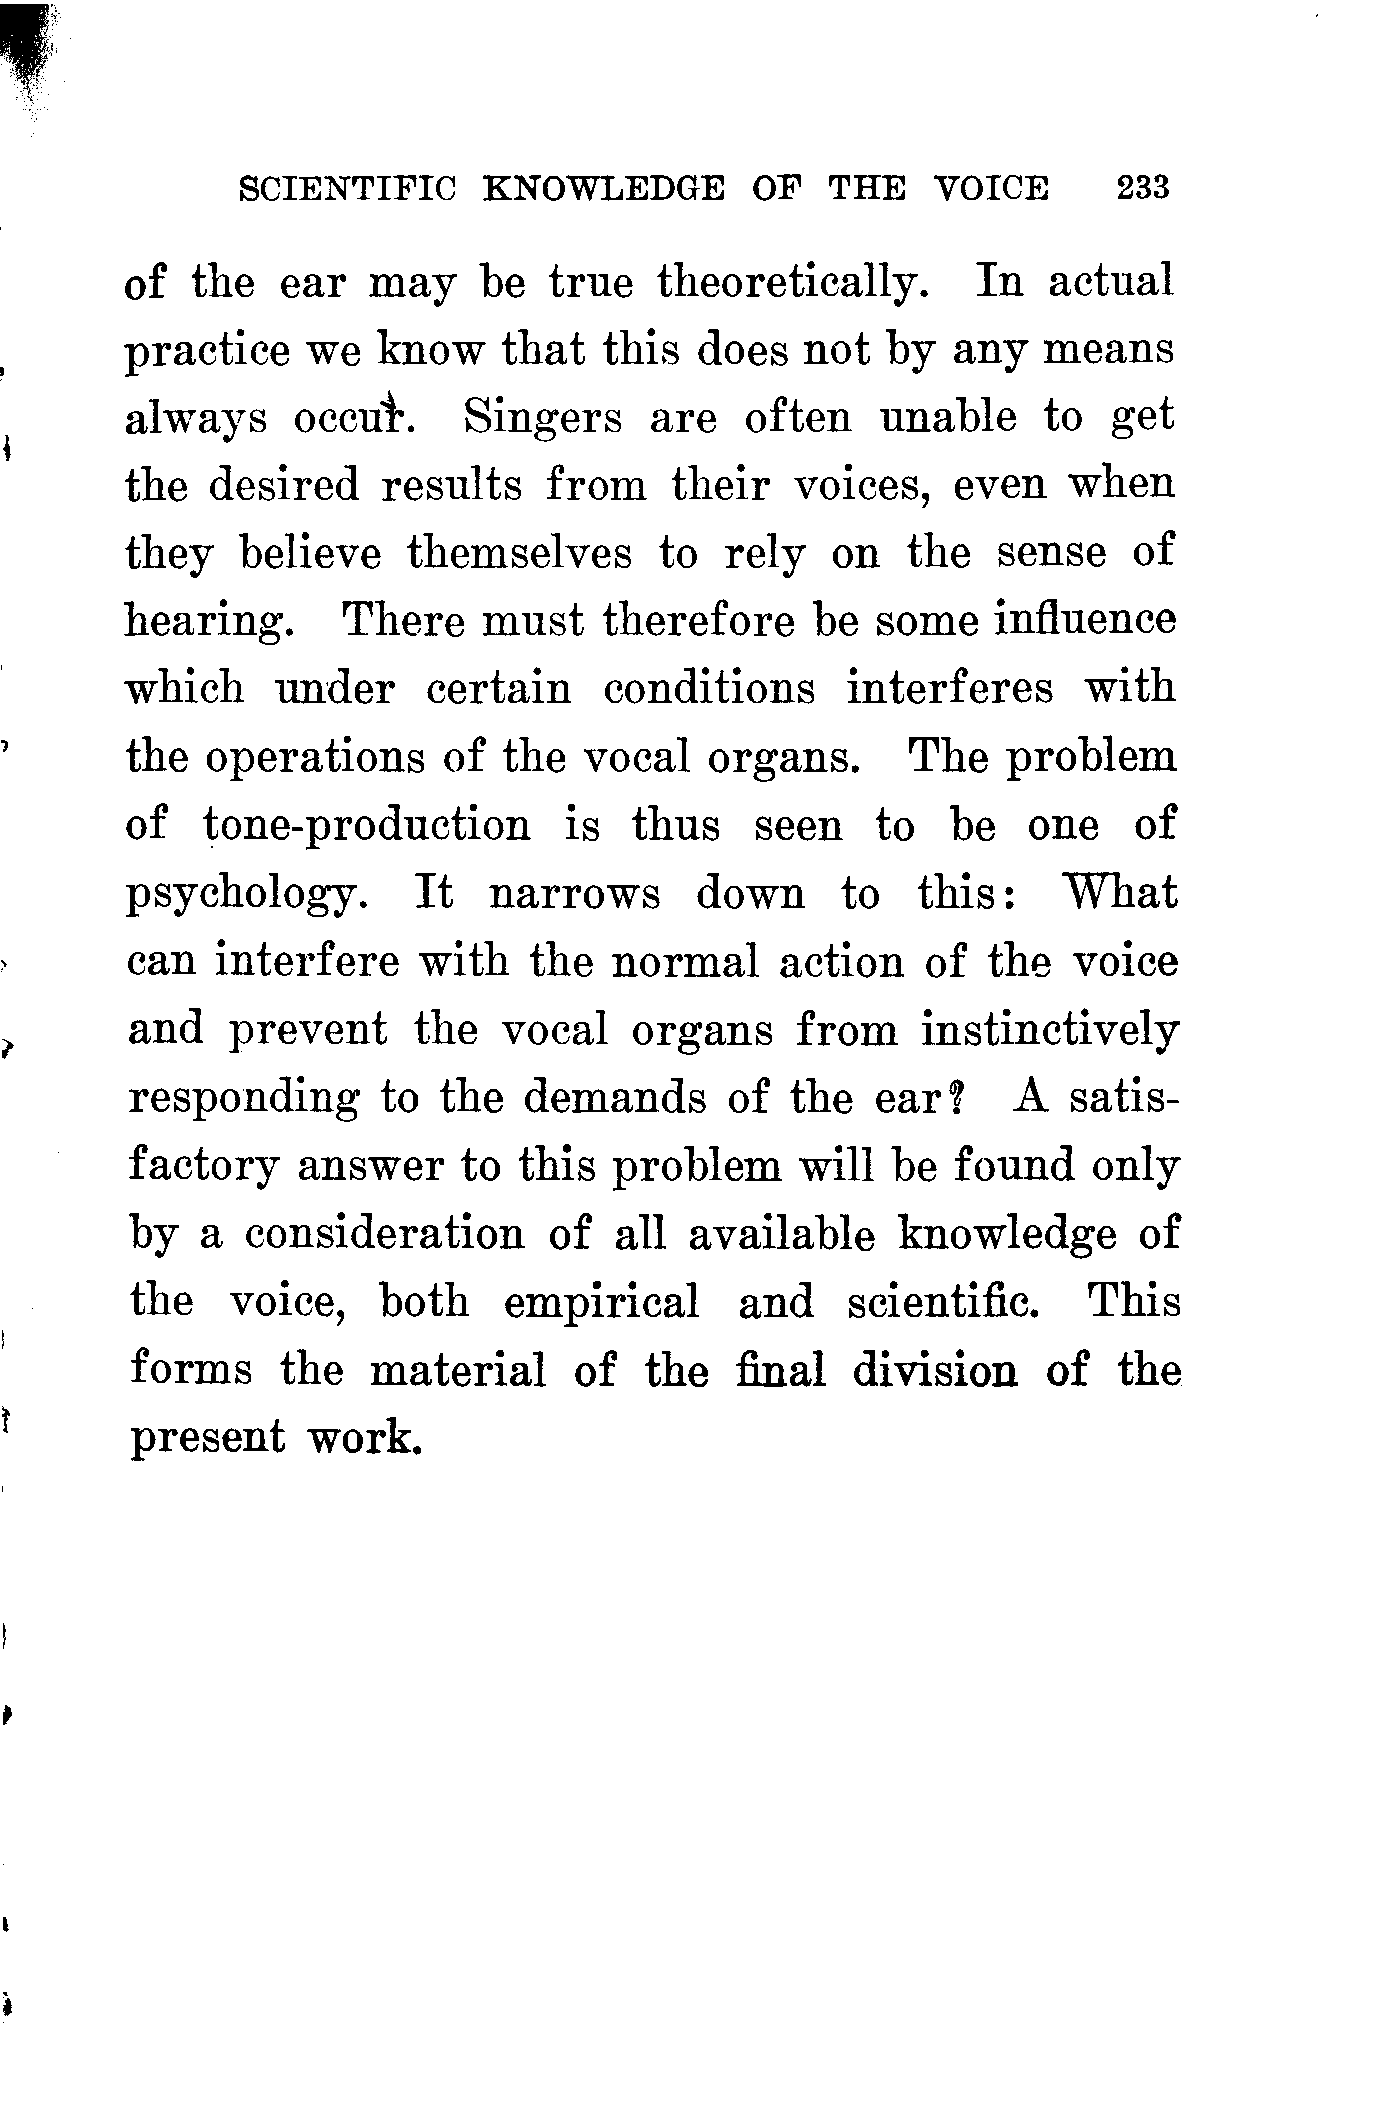 SCIENTIFIC KNOWLEDGE OF THE VOICE 233
of the ear may be true theoretically. In actual
practice we know that this does not by any means
always occur. Singers are often unable to get
the desired results from their voices, even when
they believe themselves to rely on the sense of
hearing. There must therefore be some influence
which under certain conditions interferes with
the operations of the vocal organs. The problem
of tone-production is thus seen to be one of
psychology. It narrows down to this: What
can interfere with the normal action of the voice
and prevent the vocal organs from instinctively
responding to the demands of the ear? A satis-
factory answer to this problem will be found only
by a consideration of all available knowledge of
the voice, both empirical and scientific. This
forms the material of the final division of the
present work.